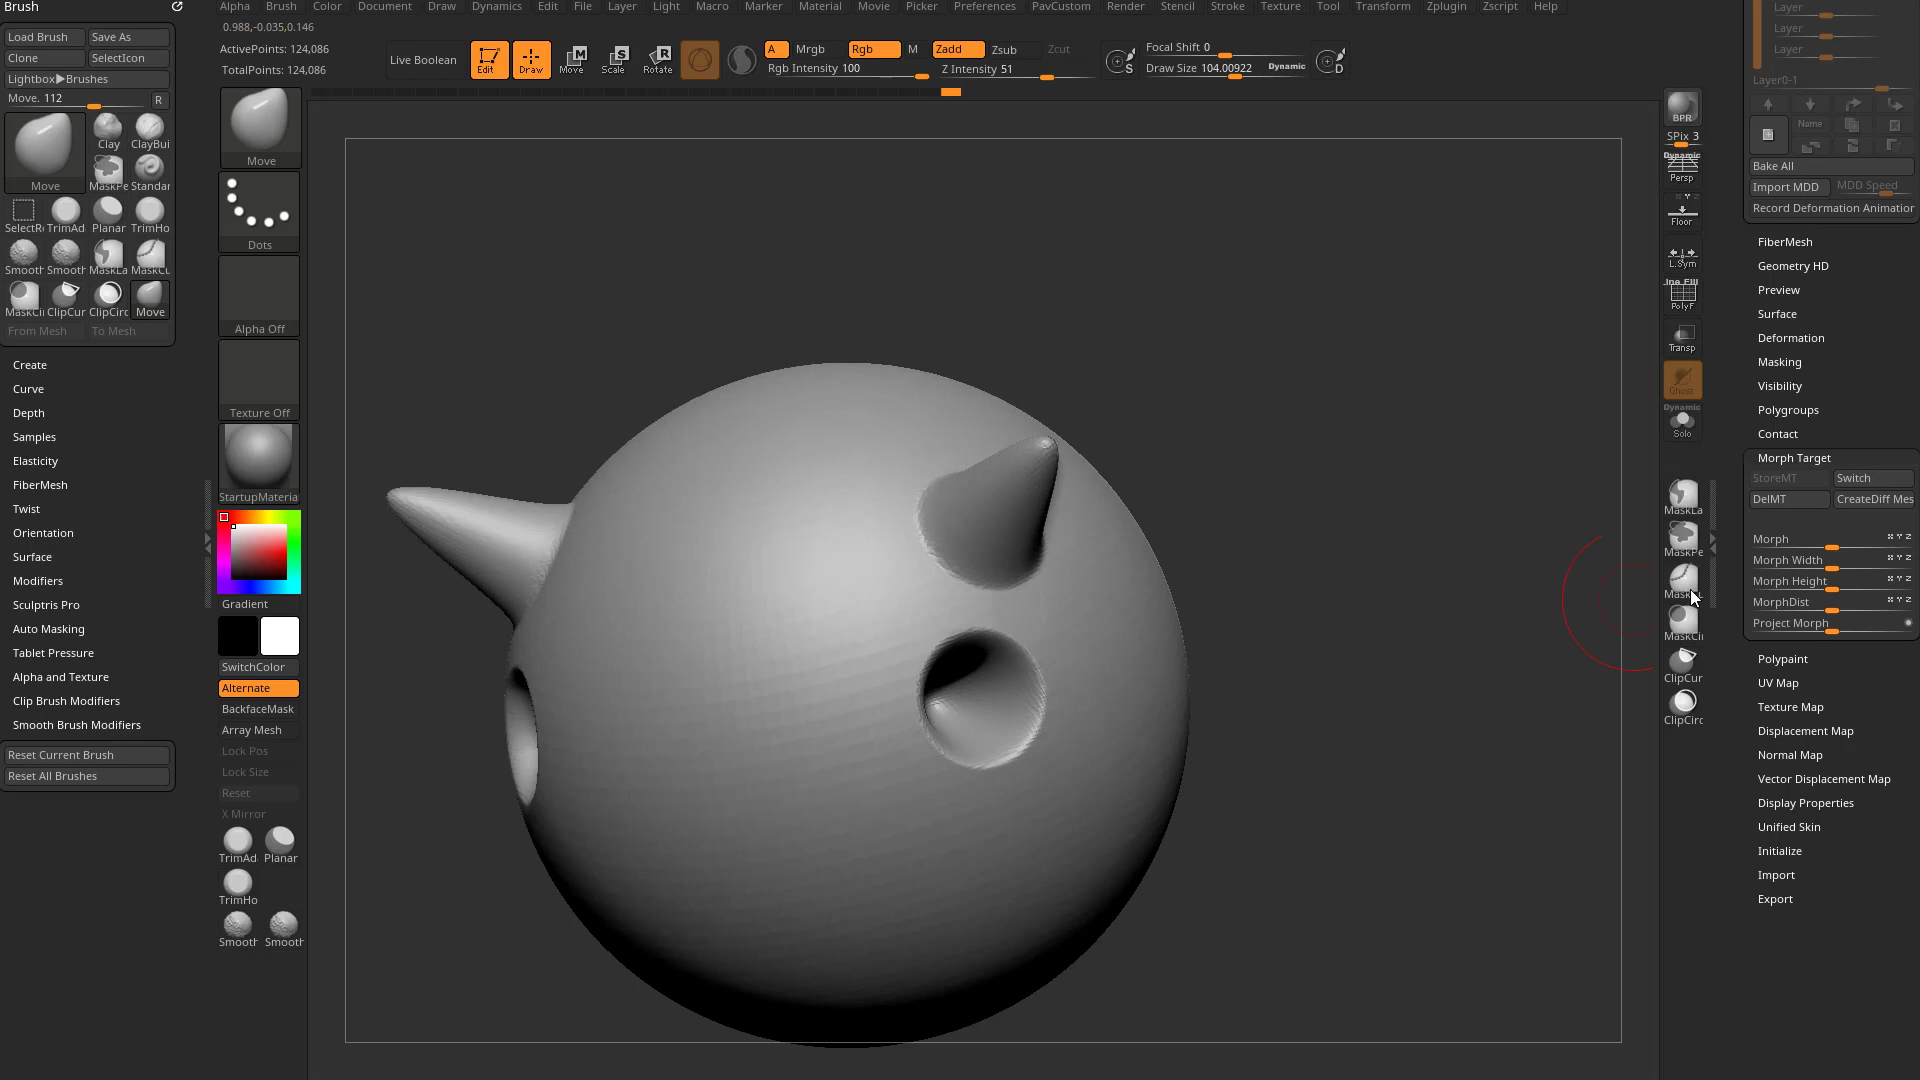 Brush
Alpha Brush Color Document Draw Dynamics Edit File Layer Light Macro Marker Material Movie Picker Preferences PavCustom Render Stencil Stroke Texture Tool Transform Zplugin Zscript Help
0.988,-0.035,0.146
ActivePoints: 124,086
TotalPoints: 124,086
Live Boolean
Edit
Draw
Move
Scale
Rotate
A
Mrgb
Rgb
M
Zadd
Zsub
Zcut
Rgb Intensity 100
Z Intensity 51
S
Focal Shift 0
Draw Size 104.00922
Dynamic
D
Load Brush
Save As
Clone
SelectIcon
Lightbox▶Brushes
Move. 112
R
Move
Clay
ClayBui
MaskPe
Standar
SelectR
TrimAd
Planar
TrimHo
Smooth
Smooth
MaskLa
MaskCu
MaskCi
ClipCur
ClipCirc
Move
From Mesh
To Mesh
Create
Curve
Depth
Samples
Elasticity
FiberMesh
Twist
Orientation
Surface
Modifiers
Sculptris Pro
Auto Masking
Tablet Pressure
Alpha and Texture
Clip Brush Modifiers
Smooth Brush Modifiers
Reset Current Brush
Reset All Brushes
Move
Dots
Alpha Off
Texture Off
StartupMateria
Gradient
SwitchColor
Alternate
BackfaceMask
Array Mesh
Lock Pos
Lock Size
Reset
X Mirror
TrimAd
Planar
TrimHo
Smooth
Smooth
BPR
SPix 3
Dynamic
Persp
Floor
L.Sym
Line Fill
PolyF
Transp
Ghost
Dynamic
Solo
MaskLa
MaskPe
MaskCi
ClipCur
ClipCirc
Layer
Layer
Layer
Layer0-1
Name
Bake All
Import MDD
MDD Speed
Record Deformation Animation
FiberMesh
Geometry HD
Preview
Surface
Deformation
Masking
Visibility
Polygroups
Contact
Morph Target
StoreMT
Switch
DelMT
CreateDiff Mes
Morph X Y Z
Morph Width X Y Z
Morph Height X Y Z
MorphDist X Y Z
Project Morph
Polypaint
UV Map
Texture Map
Displacement Map
Normal Map
Vector Displacement Map
Display Properties
Unified Skin
Initialize
Import
Export